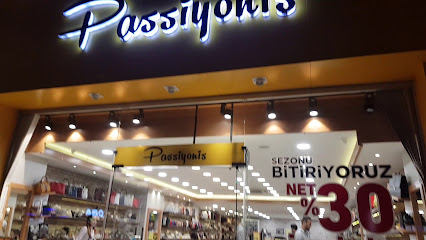 Passiyonis
Passiyonis
SEZONU
BİTİRİYORUZ
NET
%30